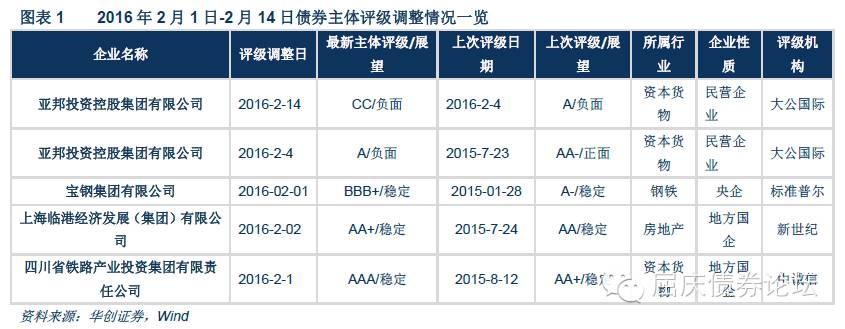 图表 1 2016 年 2 月 1 日-2 月 14 日债券主体评级调整情况一览
企业名称 评级调整日 最新主体评级/展望 上次评级日期 上次评级/展望 所属行业 企业性质 评级机构
亚邦投资控股集团有限公司 2016-2-14 CC/负面 2016-2-4 A/负面 资本货物 民营企业 大公国际
亚邦投资控股集团有限公司 2016-2-4 A/负面 2015-7-23 AA-/正面 资本货物 民营企业 大公国际
宝钢集团有限公司 2016-02-01 BBB+/稳定 2015-01-28 A-/稳定 钢铁 央企 标准普尔
上海临港经济发展（集团）有限公司 2016-2-02 AA+/稳定 2015-7-24 AA/稳定 房地产 地方国企 新世纪
四川省铁路产业投资集团有限责任公司 2016-2-1 AAA/稳定 2015-8-12 AA+/稳定 资本货物 地方国企 中诚信
屈庆债券论坛
资料来源：华创证券，Wind